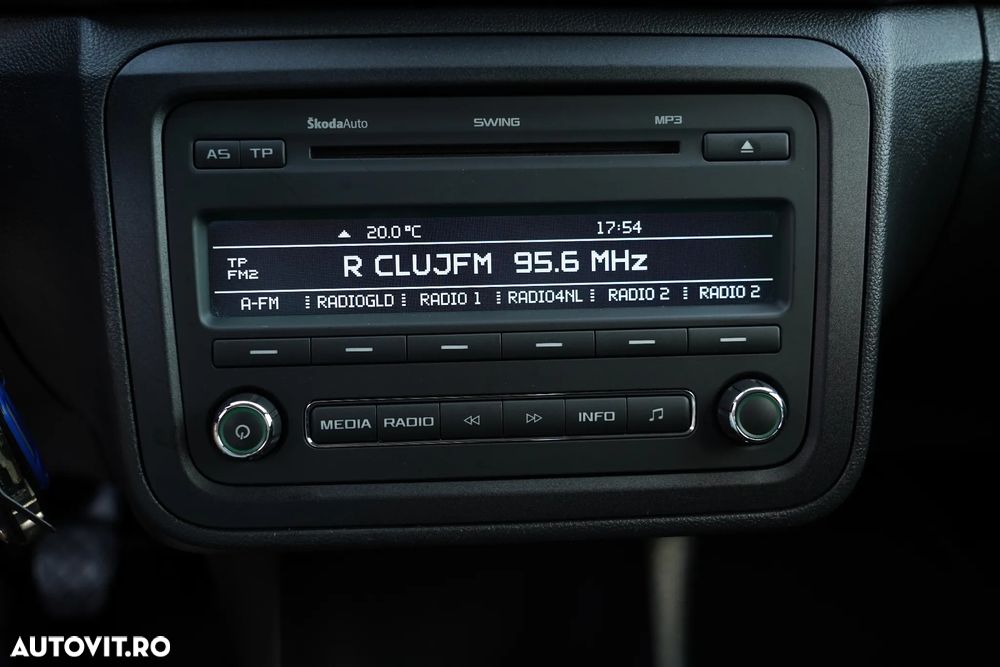 ŠkodaAuto SWING MP3
AS TP
20.0°C 17:54
TP
FM2
R CLUJFM 95.6 MHz
A-FM RADIOGLD RADIO 1 RADIO4NL RADIO 2 RADIO 2
MEDIA RADIO INFO
AUTOVIT.RO